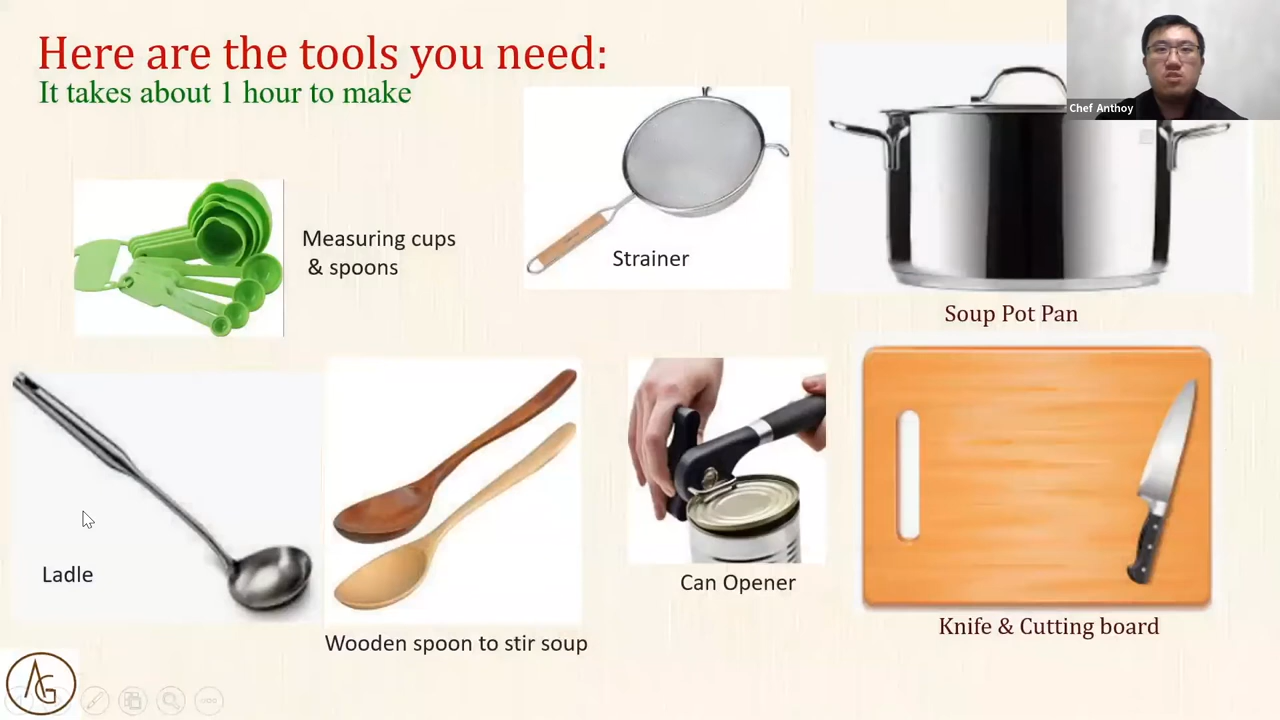 Here are the tools you need:
It takes about 1 hour to make
Chef Anthoy
Measuring cups
& spoons
Strainer
Soup Pot Pan
Ladle
Wooden spoon to stir soup
Can Opener
Knife & Cutting board
AG